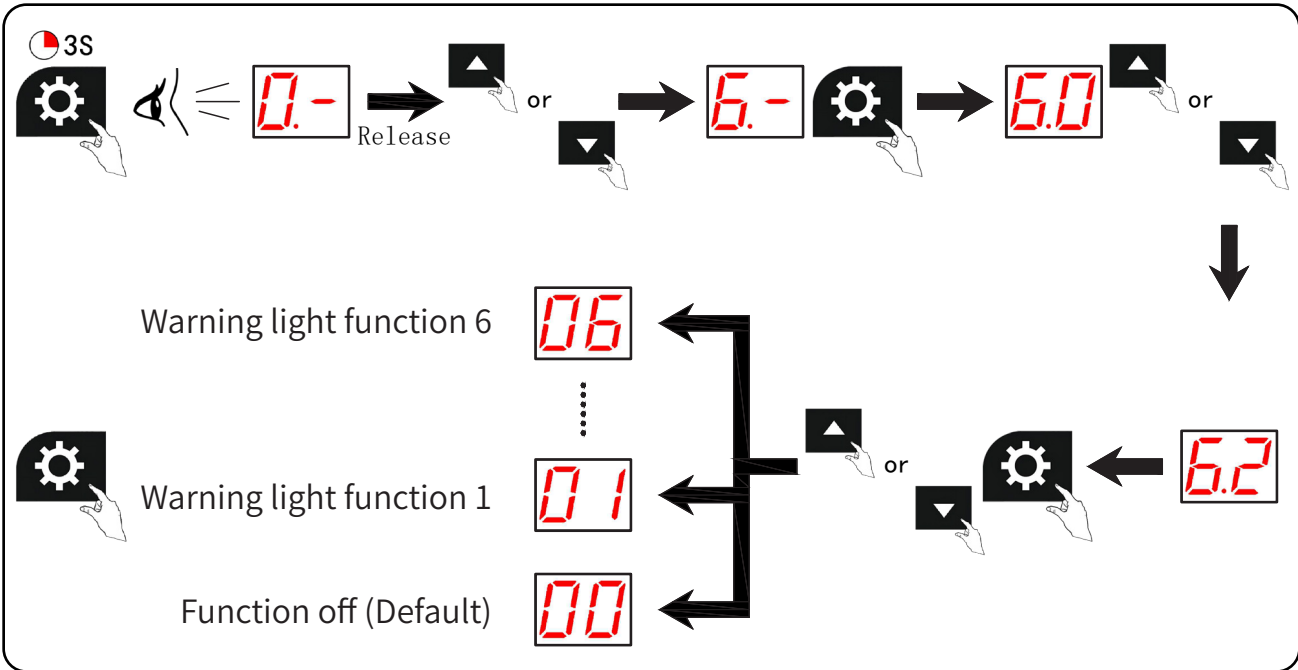 3S
0.-
Release
or
6.-
6.0
or
Warning light function 6
06
Warning light function 1
01
or
6.2
Function off (Default)
00